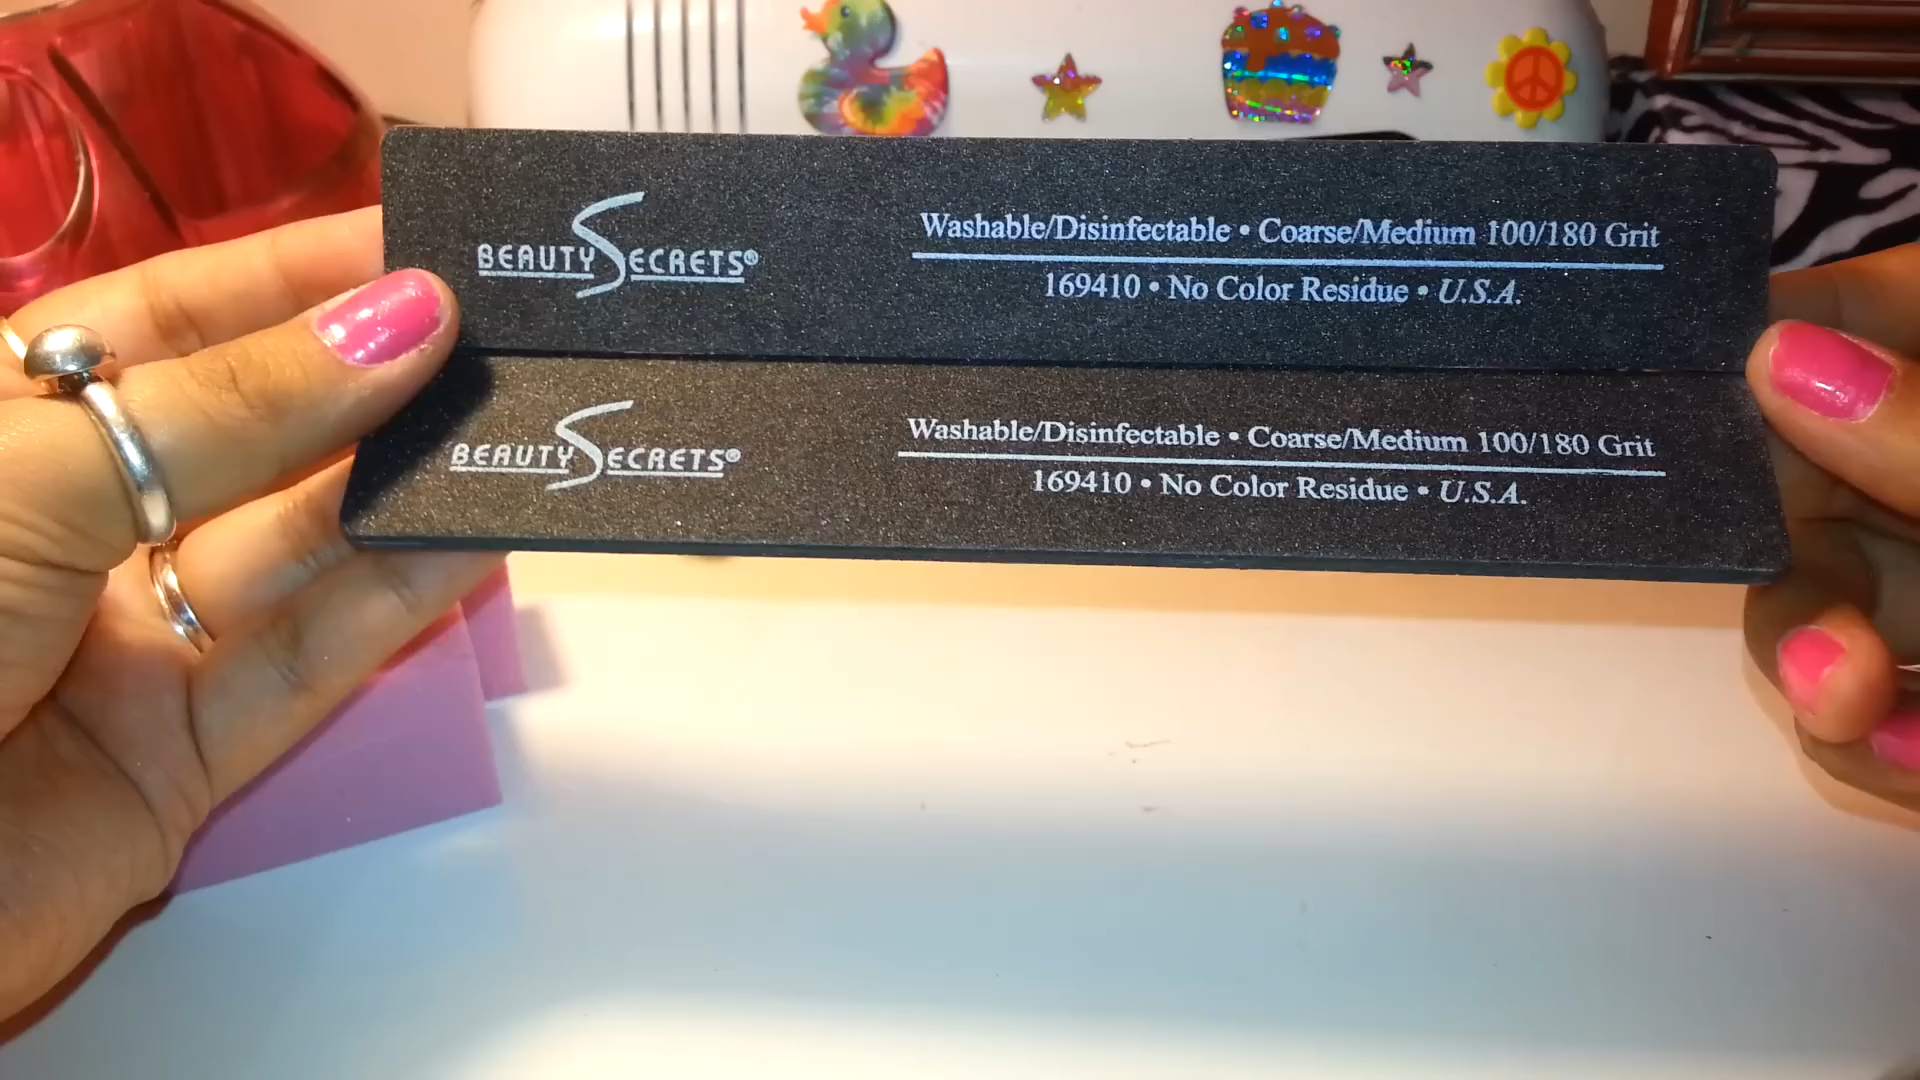 BEAUTY SECRETS®
Washable/Disinfectable • Coarse/Medium 100/180 Grit
169410 • No Color Residue • U.S.A.
BEAUTY SECRETS®
Washable/Disinfectable • Coarse/Medium 100/180 Grit
169410 • No Color Residue • U.S.A.